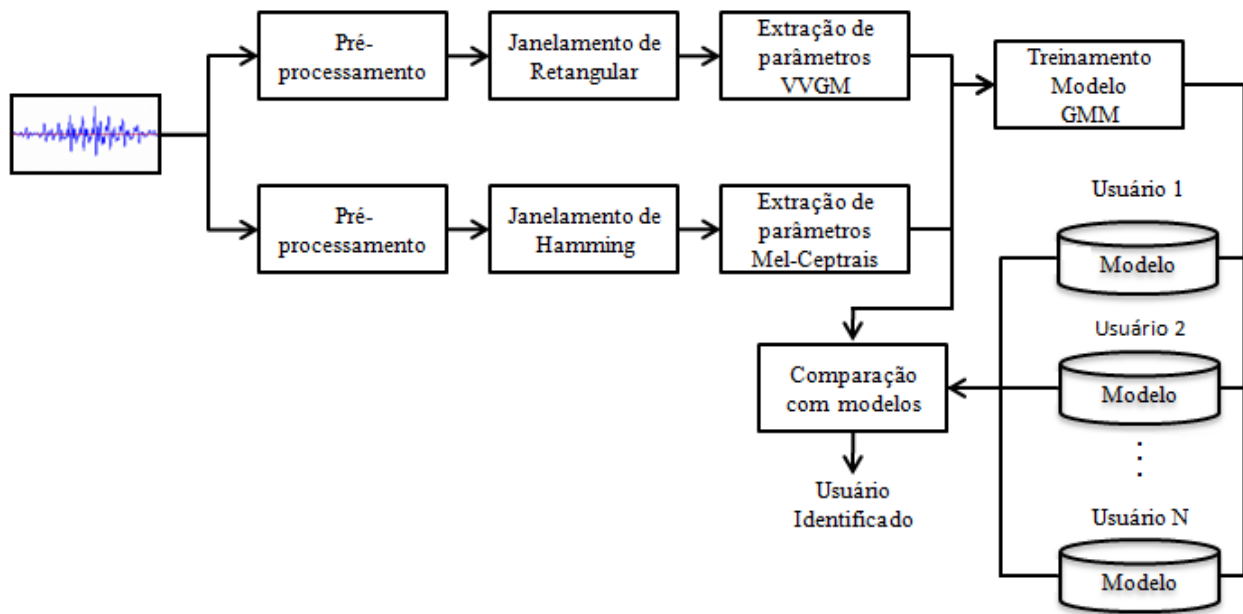 Pré-
processamento
Janelamento de
Retangular
Extração de
parâmetros
VVGM
Treinamento
Modelo
GMM
Pré-
processamento
Janelamento de
Hamming
Extração de
parâmetros
Mel-Ceptrais
Usuário 1
Modelo
Usuário 2
Modelo
Comparação
com modelos
Usuário
Identificado
Usuário N
Modelo